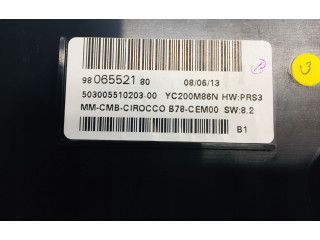 98 065521 80 08/06/13
503005510203-00 YC200M86N HW:PRS3
MM-CMB-CIROCCO B78-CEM00 SW:8.2
B1
3